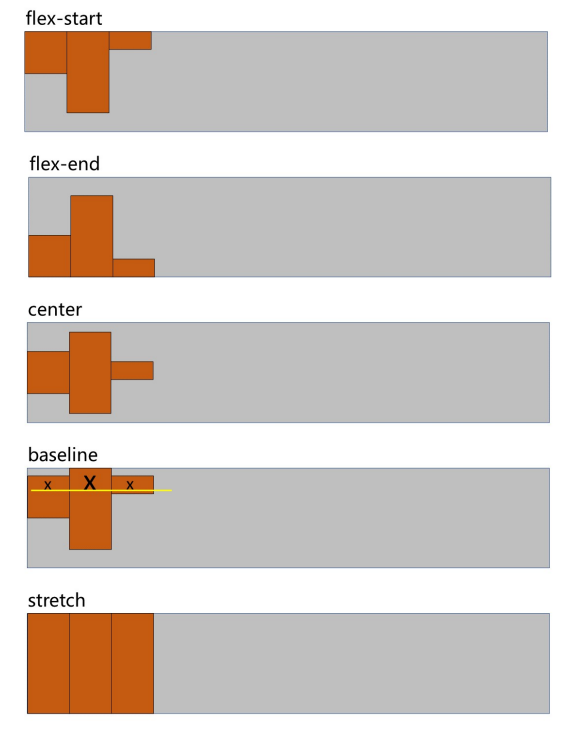 flex-start
flex-end
center
baseline
x X x
stretch